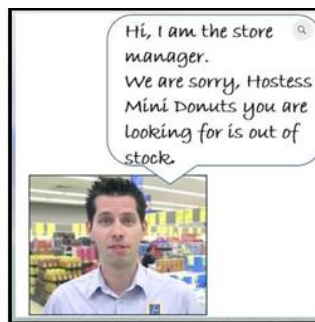 Hi, I am the store
manager.
We are sorry, Hostess
Mini Donuts you are
looking for is out of
stock.